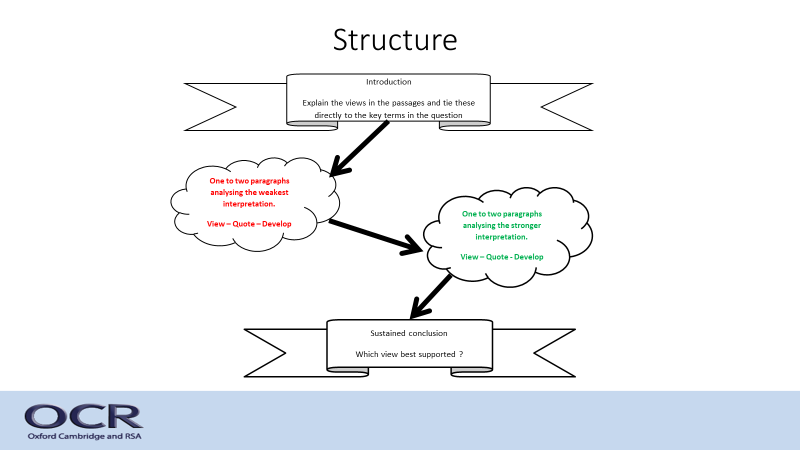 Structure
Introduction
Explain the views in the passages and tie these
directly to the key terms in the question
One to two paragraphs
analysing the weakest
interpretation.
View – Quote – Develop
One to two paragraphs
analysing the stronger
interpretation.
View – Quote - Develop
Sustained conclusion
Which view best supported ?
OCR
Oxford Cambridge and RSA